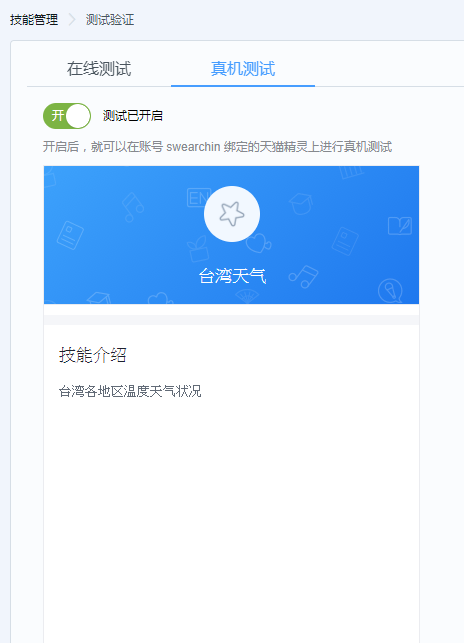 技能管理 测试验证
在线测试 真机测试
开 测试已开启
开启后，就可以在账号 swearchin 绑定的天猫精灵上进行真机测试
EN
台湾天气
技能介绍
台湾各地区温度天气状况